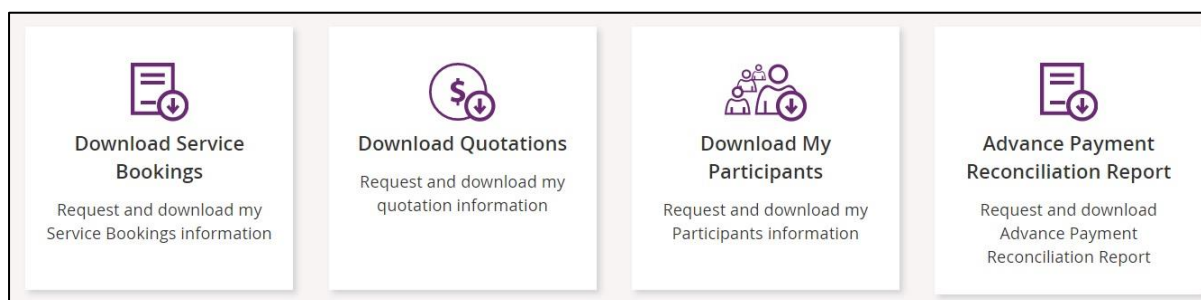 $
Download Service
Bookings
Request and download my
Service Bookings information
Download Quotations
Request and download my
quotation information
Download My
Participants
Request and download my
Participants information
Advance Payment
Reconciliation Report
Request and download
Advance Payment
Reconciliation Report